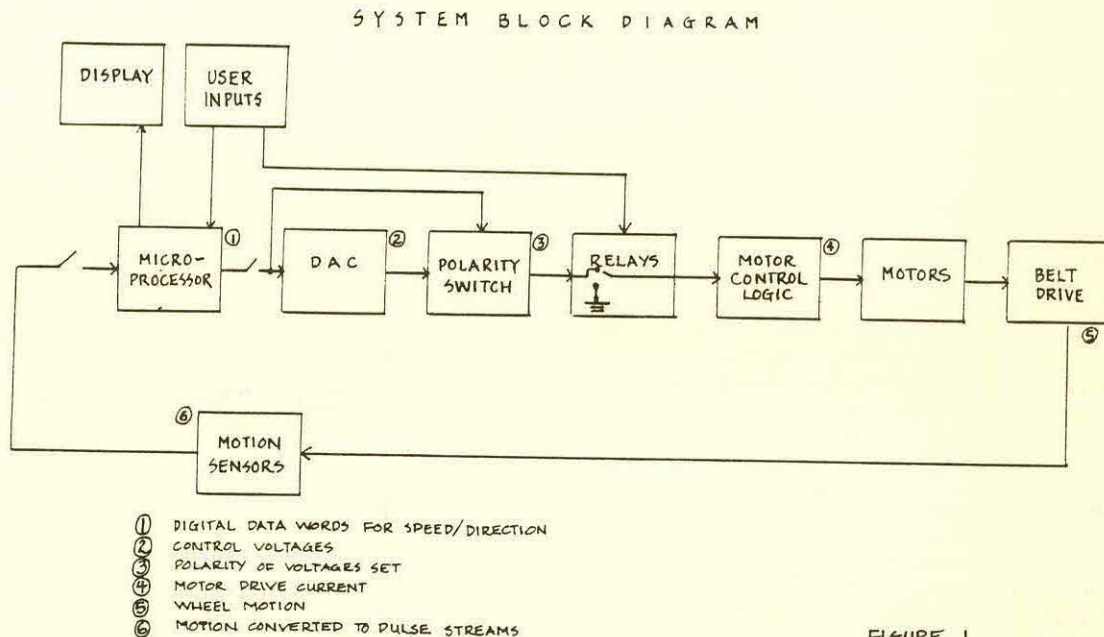 SYSTEM BLOCK DIAGRAM
DISPLAY
USER
INPUTS
MICRO-
PROCESSOR
①
DAC
②
POLARITY
SWITCH
③
RELAYS
MOTOR
CONTROL
LOGIC
④
MOTORS
BELT
DRIVE
⑤
⑥
MOTION
SENSORS
① DIGITAL DATA WORDS FOR SPEED/DIRECTION
② CONTROL VOLTAGES
③ POLARITY OF VOLTAGES SET
④ MOTOR DRIVE CURRENT
⑤ WHEEL MOTION
⑥ MOTION CONVERTED TO PULSE STREAMS
FIGURE 1